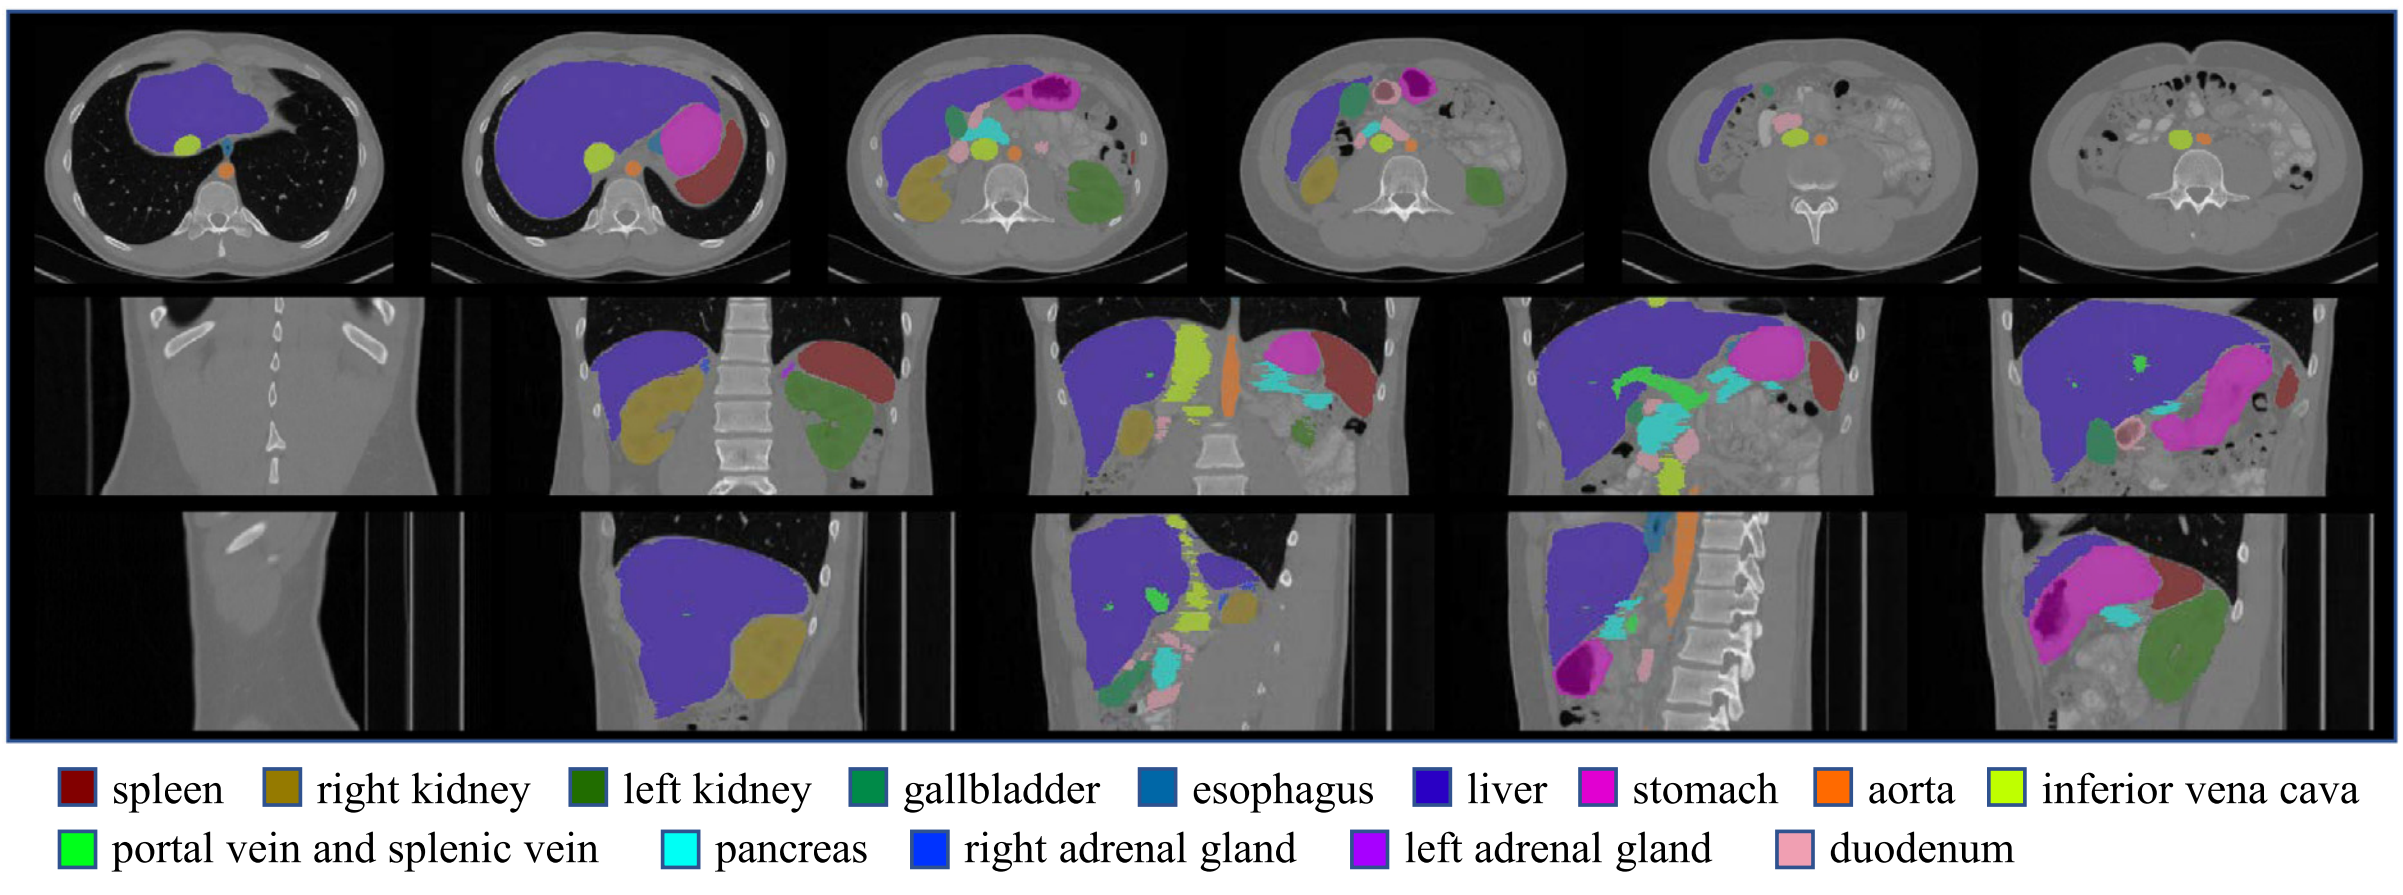 spleen right kidney left kidney gallbladder esophagus liver stomach aorta inferior vena cava
portal vein and splenic vein pancreas right adrenal gland left adrenal gland duodenum